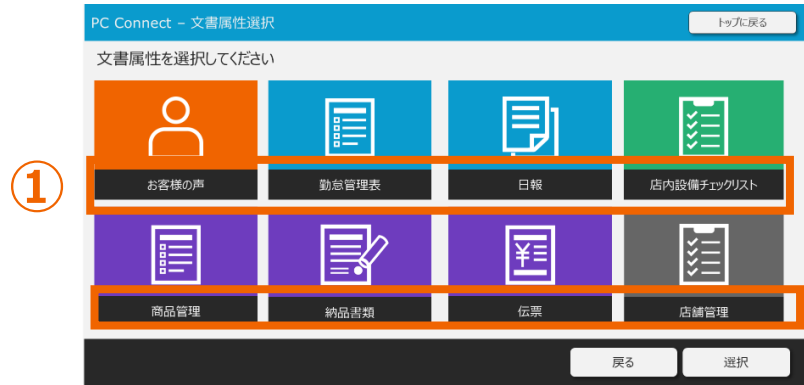 PC Connect – 文書属性選択
トップに戻る
文書属性を選択してください
①
お客様の声
勤怠管理表
日報
店内設備チェックリスト
商品管理
納品書類
伝票
店舗管理
戻る
選択